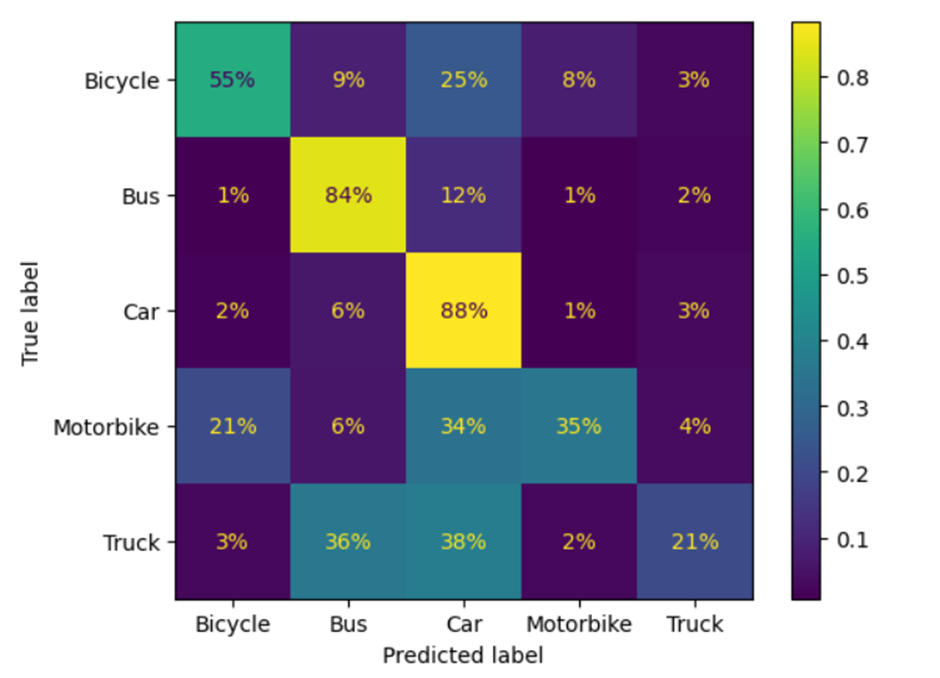 Bicycle 55% 9% 25% 8% 3%
Bus 1% 84% 12% 1% 2%
Car 2% 6% 88% 1% 3%
Motorbike 21% 6% 34% 35% 4%
Truck 3% 36% 38% 2% 21%
Bicycle Bus Car Motorbike Truck
Predicted label
True label
0.8
0.7
0.6
0.5
0.4
0.3
0.2
0.1